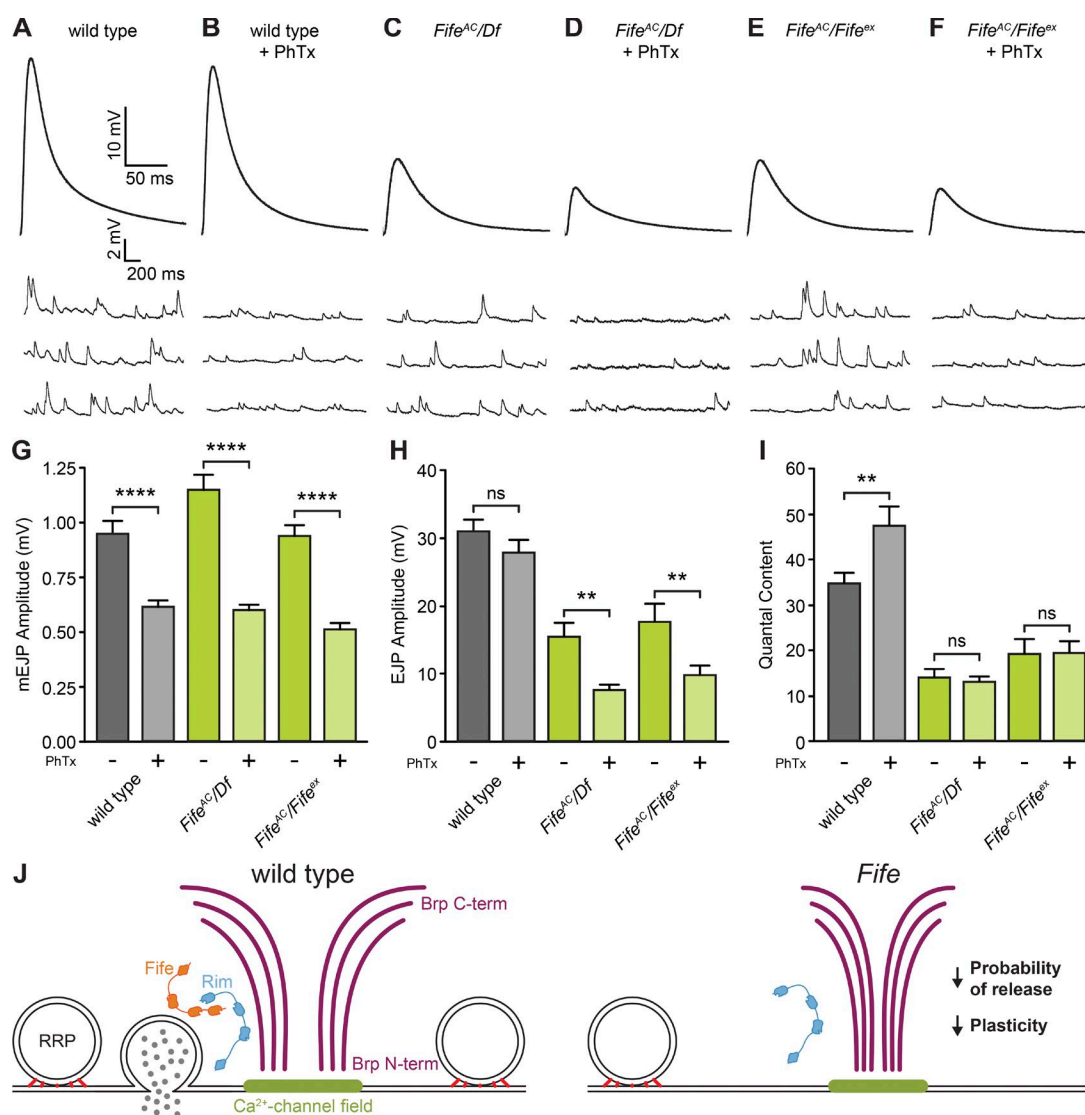 A wild type
B wild type
+ PhTx
C Fife^AC/Df
D Fife^AC/Df
+ PhTx
E Fife^AC/Fife^ex
F Fife^AC/Fife^ex
+ PhTx
10 mV
50 ms
2 mV
200 ms
G
mEJP Amplitude (mV)
1.25
1.00
0.75
0.50
0.25
0.00
****
****
****
PhTx - + - + - +
wild type
Fife^AC/Df
Fife^AC/Fife^ex
H
EJP Amplitude (mV)
40
30
20
10
0
ns
**
**
PhTx - + - + - +
wild type
Fife^AC/Df
Fife^AC/Fife^ex
I
Quantal Content
60
50
40
30
20
10
0
**
ns
ns
PhTx - + - + - +
wild type
Fife^AC/Df
Fife^AC/Fife^ex
J
wild type
Brp C-term
Fife
Rim
RRP
Brp N-term
Ca²⁺-channel field
Fife
↓ Probability
of release
↓ Plasticity